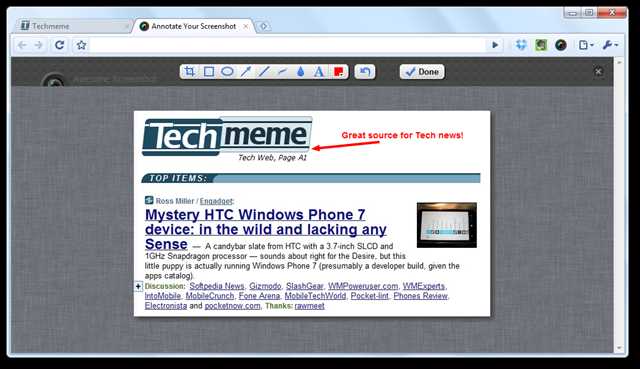 Techmeme
Annotate Your Screenshot
Awesome Screenshot
A
Done
Techmeme
Great source for Tech news!
Tech Web, Page A1
TOP ITEMS:
Ross Miller / Engadget:
Mystery HTC Windows Phone 7
device: in the wild and lacking any
Sense — A candybar slate from HTC with a 3.7-inch SLCD and
1GHz Snapdragon processor — sounds about right for the Desire, but this
little puppy is actually running Windows Phone 7 (presumably a developer build, given the
apps catalog).
Discussion: Softpedia News, Gizmodo, SlashGear, WMPoweruser.com, WMExperts,
IntoMobile, MobileCrunch, Fone Arena, MobileTechWorld, Pocket-lint, Phones Review,
Electronista and pocketnow.com, Thanks: rawmeet